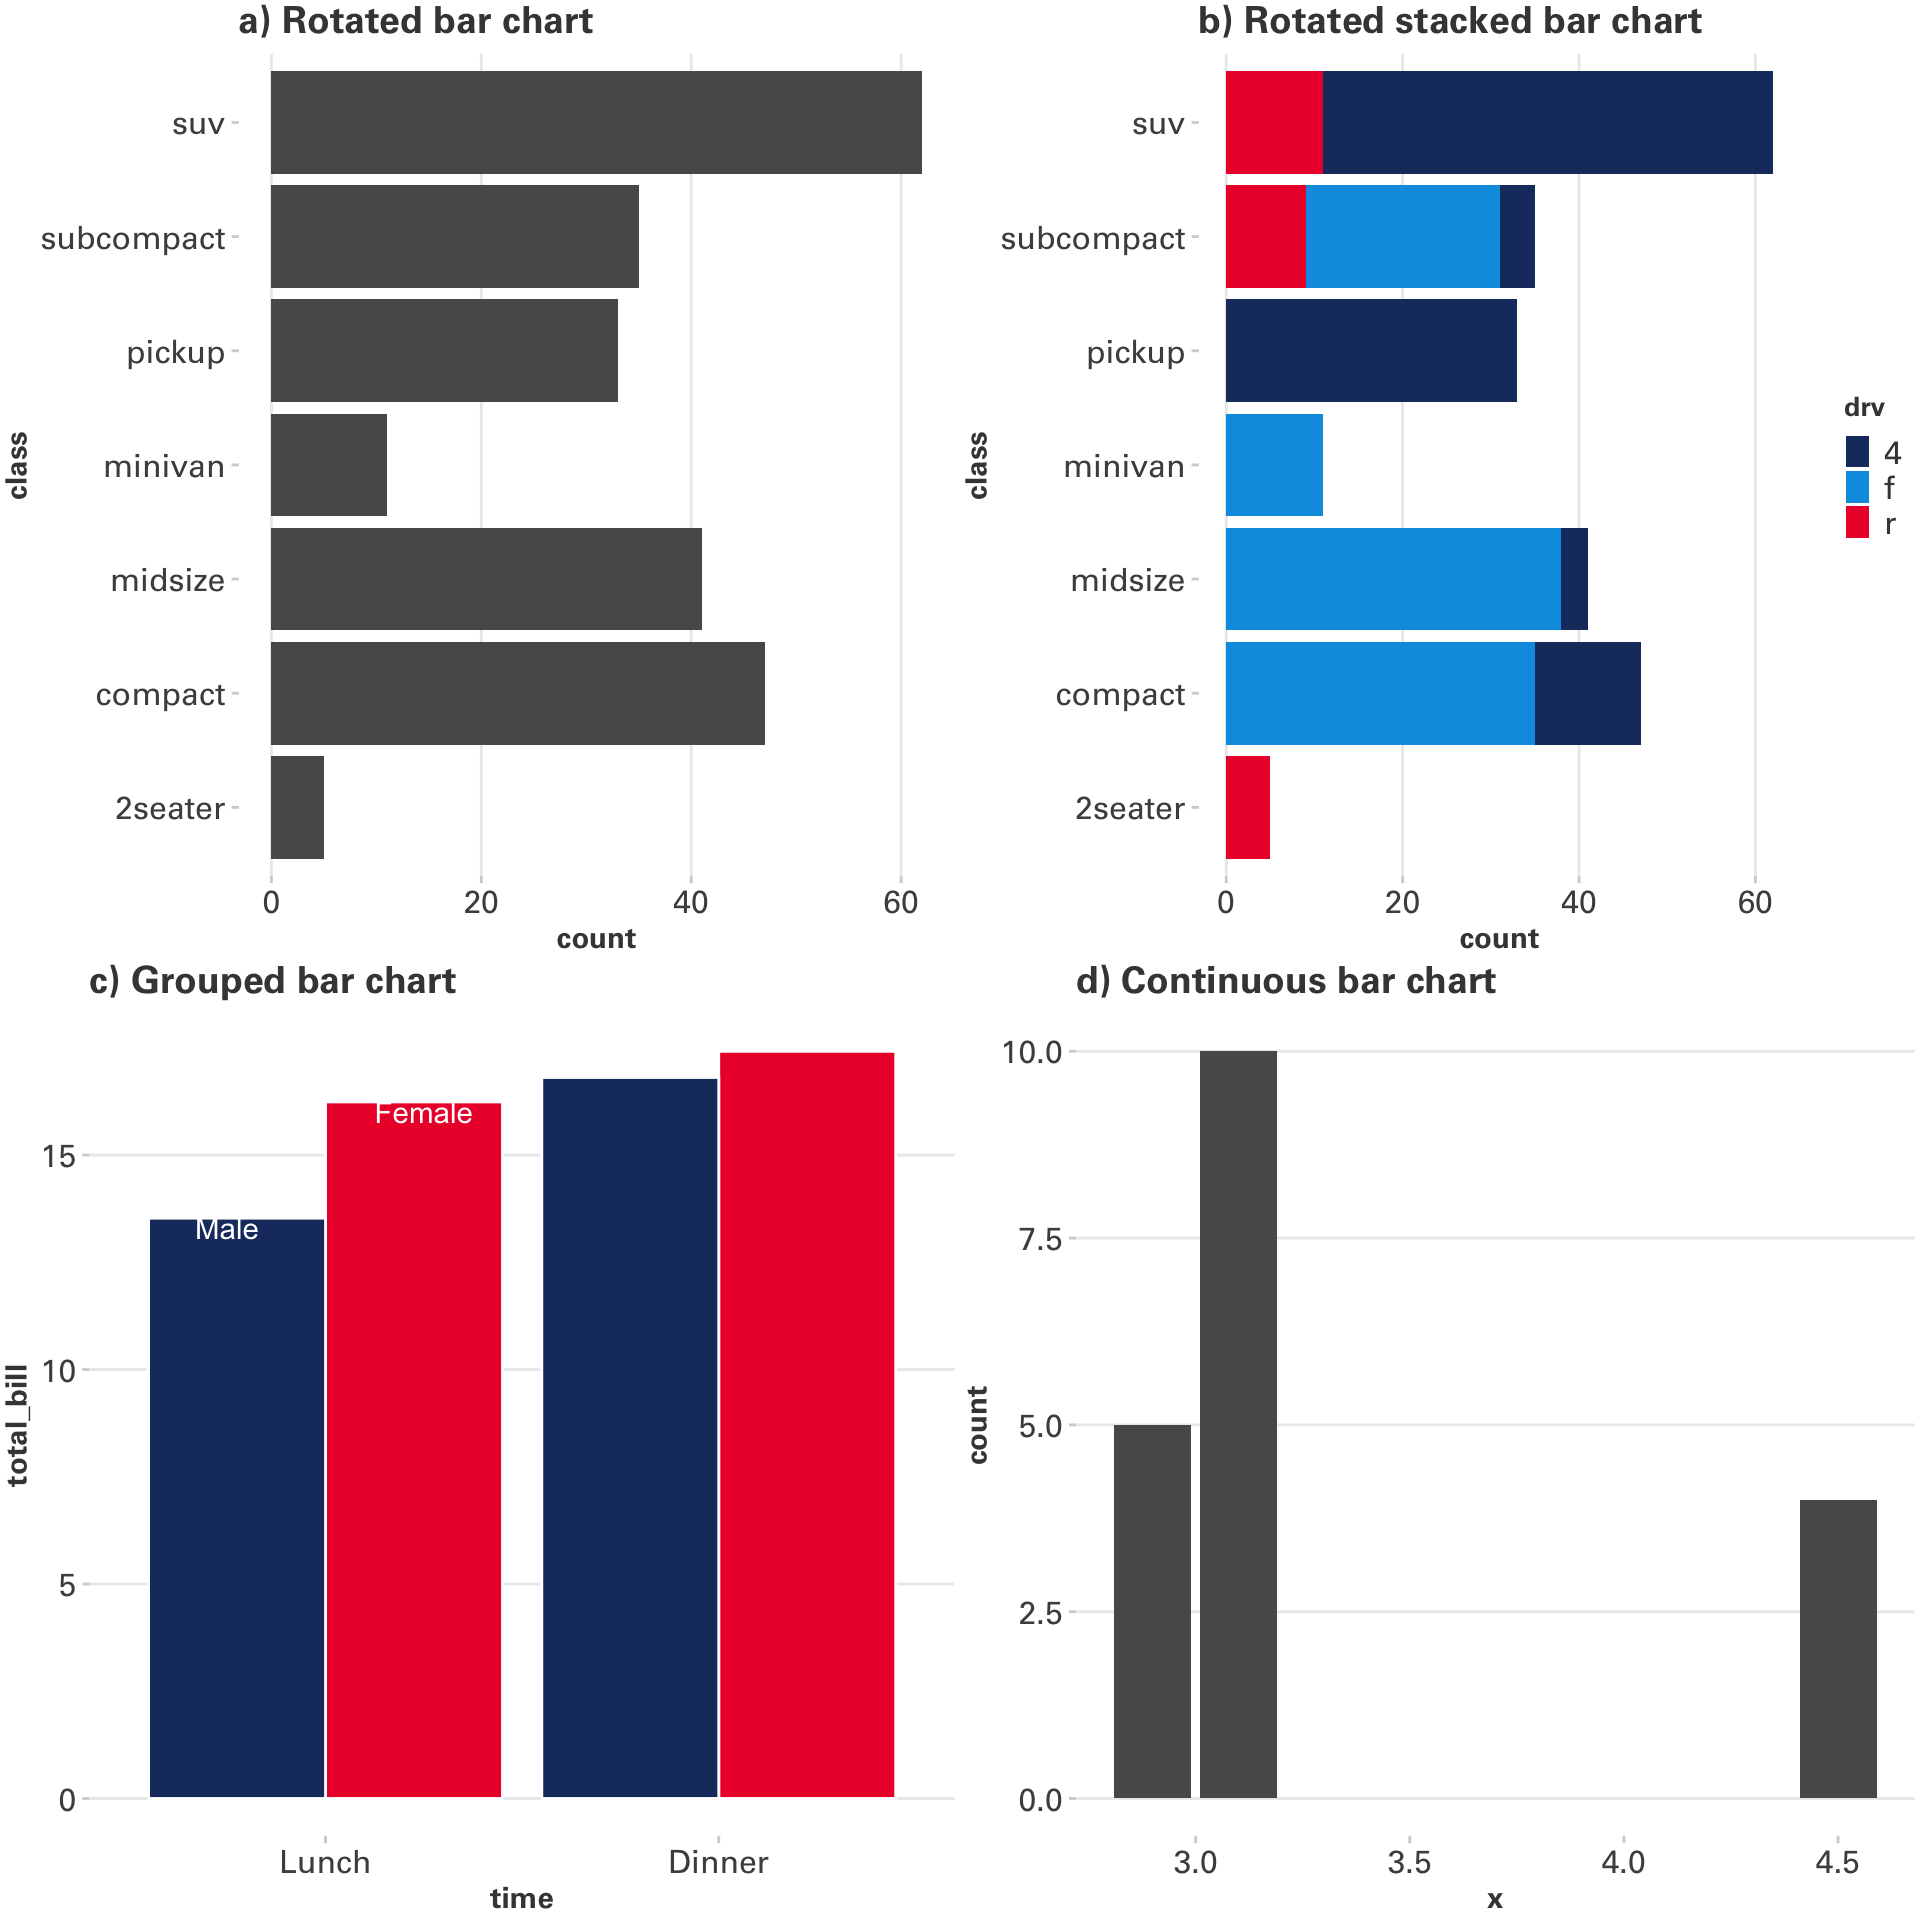 a) Rotated bar chart
suv
subcompact
pickup
minivan
midsize
compact
2seater
class
0 20 40 60
count
b) Rotated stacked bar chart
suv
subcompact
pickup
minivan
midsize
compact
2seater
class
0 20 40 60
count
drv
4
f
r
c) Grouped bar chart
15
10
5
0
total_bill
Female
Male
Lunch Dinner
time
d) Continuous bar chart
10.0
7.5
5.0
2.5
0.0
count
3.0 3.5 4.0 4.5
x